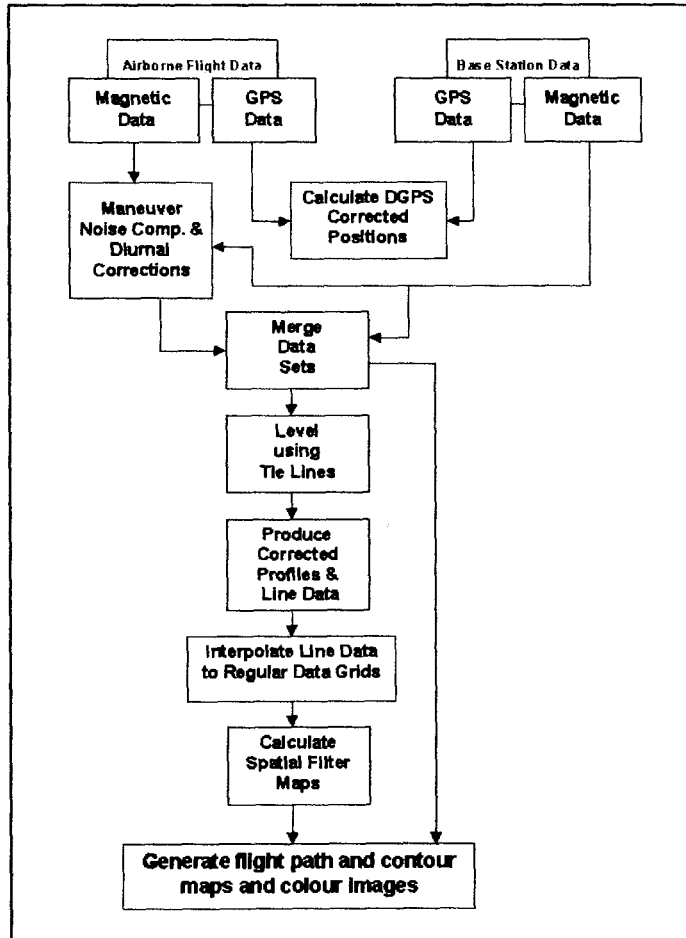 Airborne Flight Data
Base Station Data
Magnetic
Data
GPS
Data
GPS
Data
Magnetic
Data
Maneuver
Noise Comp. &
Diurnal
Corrections
Calculate DGPS
Corrected
Positions
Merge
Data
Sets
Level
using
Tie Lines
Produce
Corrected
Profiles &
Line Data
Interpolate Line Data
to Regular Data Grids
Calculate
Spatial Filter
Maps
Generate flight path and contour
maps and colour images